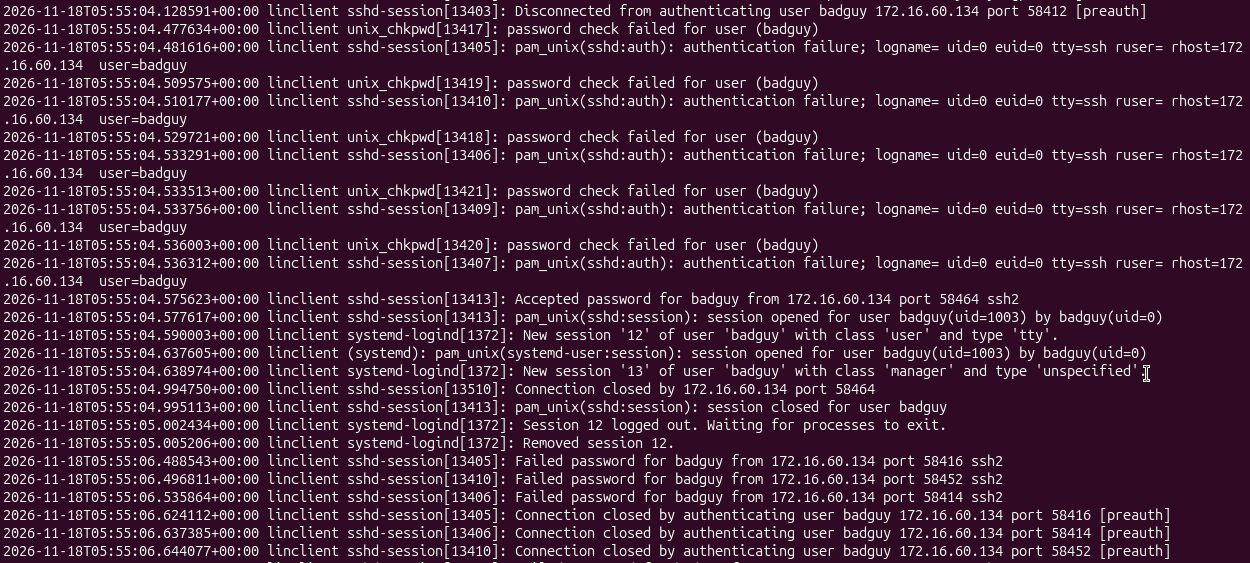 2026-11-18T05:55:04.128591+00:00 linclient sshd-session[13403]: Disconnected from authenticating user badguy 172.16.60.134 port 58412 [preauth]
2026-11-18T05:55:04.477634+00:00 linclient unix_chkpwd[13417]: password check failed for user (badguy)
2026-11-18T05:55:04.481616+00:00 linclient sshd-session[13405]: pam_unix(sshd:auth): authentication failure; logname= uid=0 euid=0 tty=ssh ruser= rhost=172
.16.60.134  user=badguy
2026-11-18T05:55:04.509575+00:00 linclient unix_chkpwd[13419]: password check failed for user (badguy)
2026-11-18T05:55:04.510177+00:00 linclient sshd-session[13410]: pam_unix(sshd:auth): authentication failure; logname= uid=0 euid=0 tty=ssh ruser= rhost=172
.16.60.134  user=badguy
2026-11-18T05:55:04.529721+00:00 linclient unix_chkpwd[13418]: password check failed for user (badguy)
2026-11-18T05:55:04.533291+00:00 linclient sshd-session[13406]: pam_unix(sshd:auth): authentication failure; logname= uid=0 euid=0 tty=ssh ruser= rhost=172
.16.60.134  user=badguy
2026-11-18T05:55:04.533513+00:00 linclient unix_chkpwd[13421]: password check failed for user (badguy)
2026-11-18T05:55:04.533756+00:00 linclient sshd-session[13409]: pam_unix(sshd:auth): authentication failure; logname= uid=0 euid=0 tty=ssh ruser= rhost=172
.16.60.134  user=badguy
2026-11-18T05:55:04.536003+00:00 linclient unix_chkpwd[13420]: password check failed for user (badguy)
2026-11-18T05:55:04.536312+00:00 linclient sshd-session[13407]: pam_unix(sshd:auth): authentication failure; logname= uid=0 euid=0 tty=ssh ruser= rhost=172
.16.60.134  user=badguy
2026-11-18T05:55:04.575623+00:00 linclient sshd-session[13413]: Accepted password for badguy from 172.16.60.134 port 58464 ssh2
2026-11-18T05:55:04.577617+00:00 linclient sshd-session[13413]: pam_unix(sshd:session): session opened for user badguy(uid=1003) by badguy(uid=0)
2026-11-18T05:55:04.590003+00:00 linclient systemd-logind[1372]: New session '12' of user 'badguy' with class 'user' and type 'tty'.
2026-11-18T05:55:04.637605+00:00 linclient (systemd): pam_unix(systemd-user:session): session opened for user badguy(uid=1003) by badguy(uid=0)
2026-11-18T05:55:04.638974+00:00 linclient systemd-logind[1372]: New session '13' of user 'badguy' with class 'manager' and type 'unspecified'.
2026-11-18T05:55:04.994750+00:00 linclient sshd-session[13510]: Connection closed by 172.16.60.134 port 58464
2026-11-18T05:55:04.995113+00:00 linclient sshd-session[13413]: pam_unix(sshd:session): session closed for user badguy
2026-11-18T05:55:05.002434+00:00 linclient systemd-logind[1372]: Session 12 logged out. Waiting for processes to exit.
2026-11-18T05:55:05.005206+00:00 linclient systemd-logind[1372]: Removed session 12.
2026-11-18T05:55:06.488543+00:00 linclient sshd-session[13405]: Failed password for badguy from 172.16.60.134 port 58416 ssh2
2026-11-18T05:55:06.496811+00:00 linclient sshd-session[13410]: Failed password for badguy from 172.16.60.134 port 58452 ssh2
2026-11-18T05:55:06.535864+00:00 linclient sshd-session[13406]: Failed password for badguy from 172.16.60.134 port 58414 ssh2
2026-11-18T05:55:06.624112+00:00 linclient sshd-session[13405]: Connection closed by authenticating user badguy 172.16.60.134 port 58416 [preauth]
2026-11-18T05:55:06.637385+00:00 linclient sshd-session[13406]: Connection closed by authenticating user badguy 172.16.60.134 port 58414 [preauth]
2026-11-18T05:55:06.644077+00:00 linclient sshd-session[13410]: Connection closed by authenticating user badguy 172.16.60.134 port 58452 [preauth]